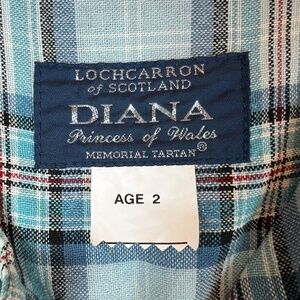 LOCHCARRON
of SCOTLAND
DIANA
Princess of Wales
MEMORIAL TARTAN®
AGE 2